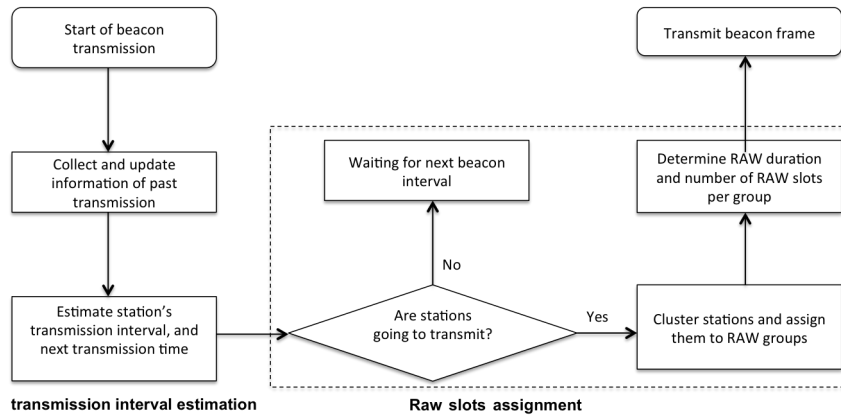 Start of beacon
transmission
Collect and update
information of past
transmission
Estimate station's
transmission interval, and
next transmission time
transmission interval estimation
Are stations
going to transmit?
No
Waiting for next beacon
interval
Yes
Cluster stations and assign
them to RAW groups
Determine RAW duration
and number of RAW slots
per group
Transmit beacon frame
Raw slots assignment